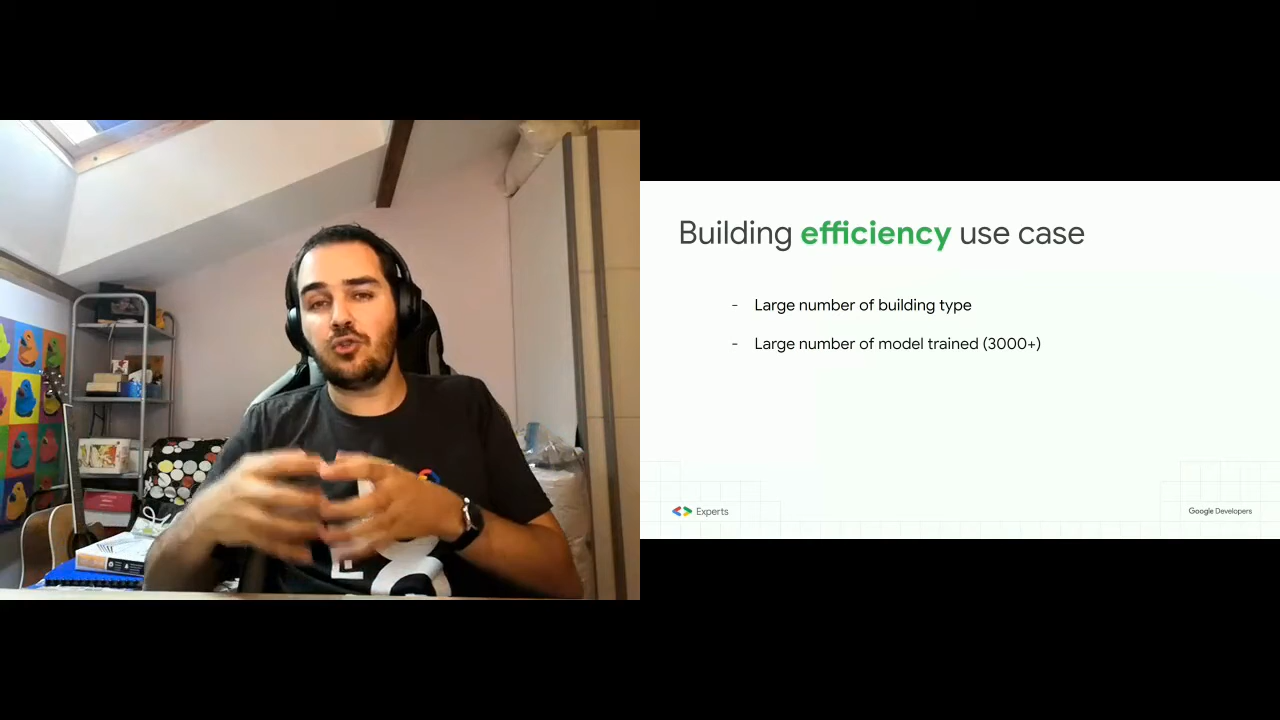 Building efficiency use case
- Large number of building type
- Large number of model trained (3000+)
Experts
Google Developers